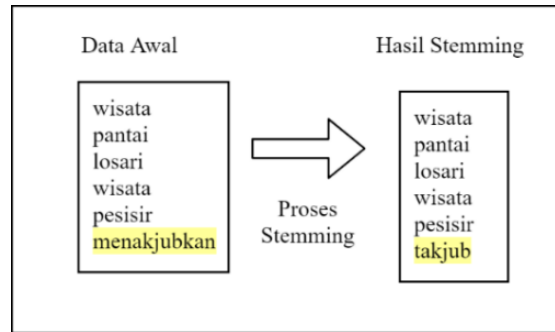 Data Awal
wisata
pantai
losari
wisata
pesisir
menakjubkan
Proses
Stemming
Hasil Stemming
wisata
pantai
losari
wisata
pesisir
takjub